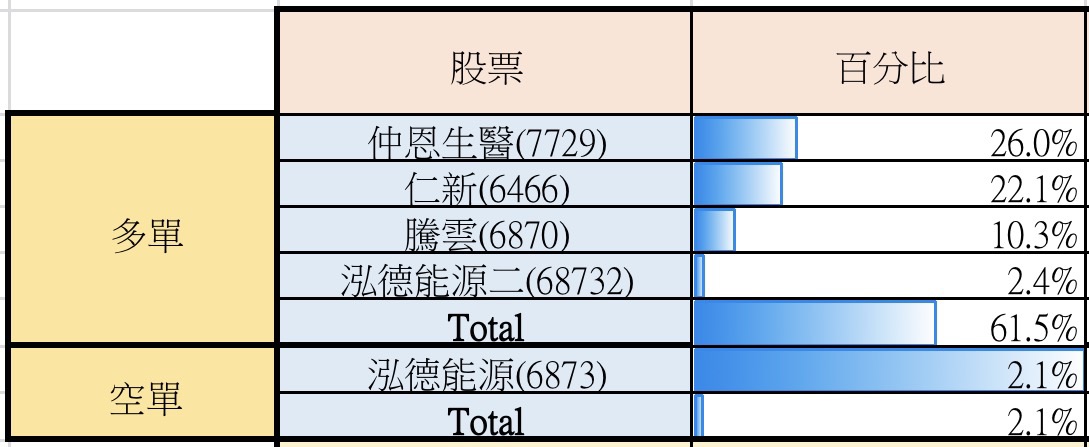 股票 百分比
多單
仲恩生醫(7729) 26.0%
仁新(6466) 22.1%
騰雲(6870) 10.3%
泓德能源二(68732) 2.4%
Total 61.5%
空單
泓德能源(6873) 2.1%
Total 2.1%